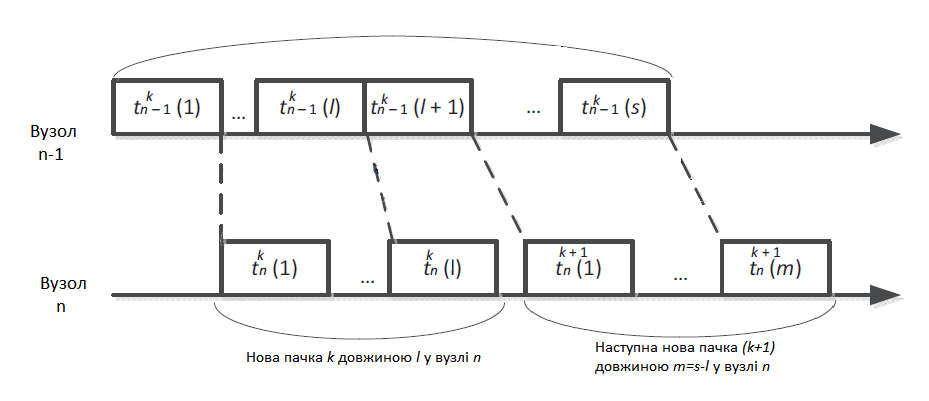 t^k_{n-1}(1) ... t^k_{n-1}(l) t^k_{n-1}(l+1) ... t^k_{n-1}(s)
Вузол
n-1
t^k_n(1) ... t^k_n(l) t^{k+1}_n(1) ... t^{k+1}_n(m)
Вузол
n
Нова пачка k довжиною l у вузлі n
Наступна нова пачка (k+1)
довжиною m=s-l у вузлі n